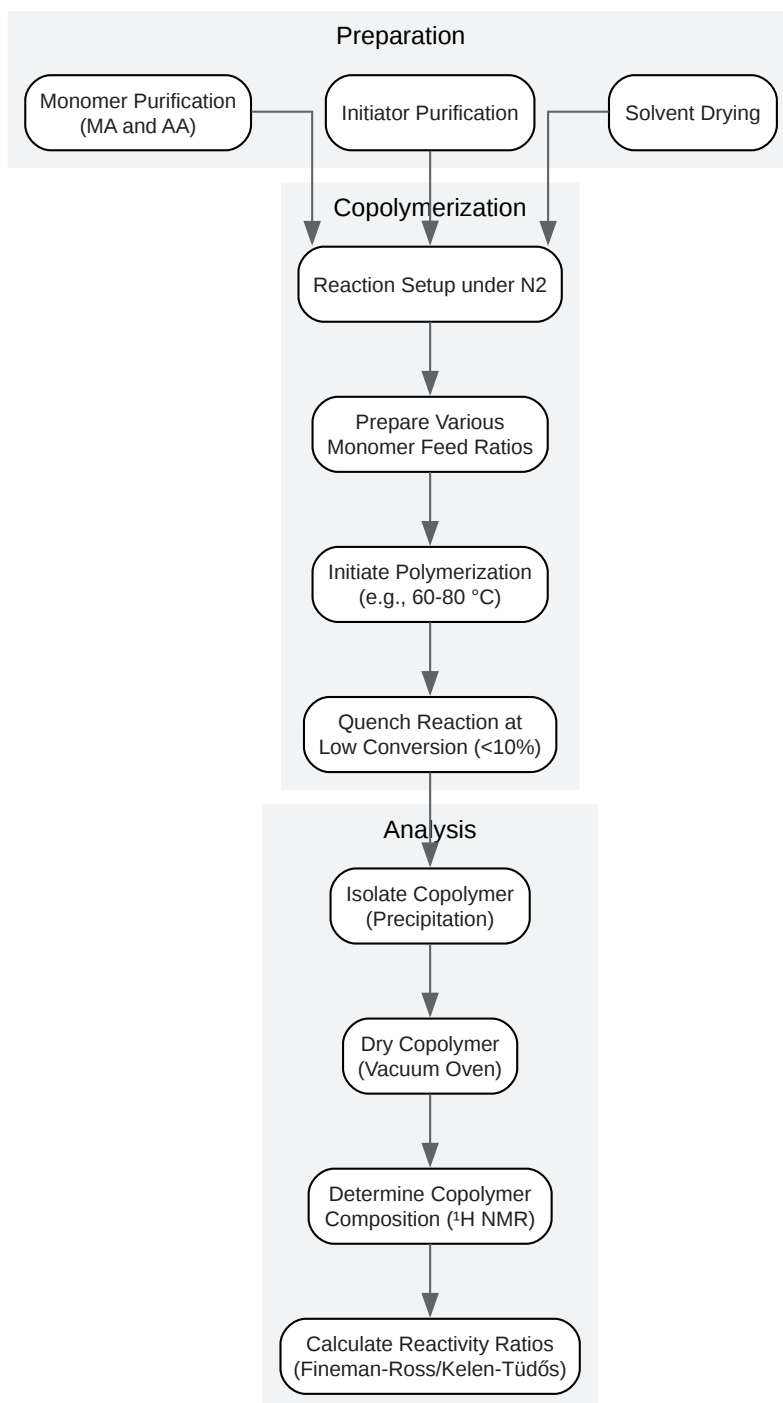 Preparation
Monomer Purification
(MA and AA)
Initiator Purification
Solvent Drying
Copolymerization
Reaction Setup under N2
Prepare Various
Monomer Feed Ratios
Initiate Polymerization
(e.g., 60-80 °C)
Quench Reaction at
Low Conversion (<10%)
Analysis
Isolate Copolymer
(Precipitation)
Dry Copolymer
(Vacuum Oven)
Determine Copolymer
Composition (¹H NMR)
Calculate Reactivity Ratios
(Fineman-Ross/Kelen-Tüdős)